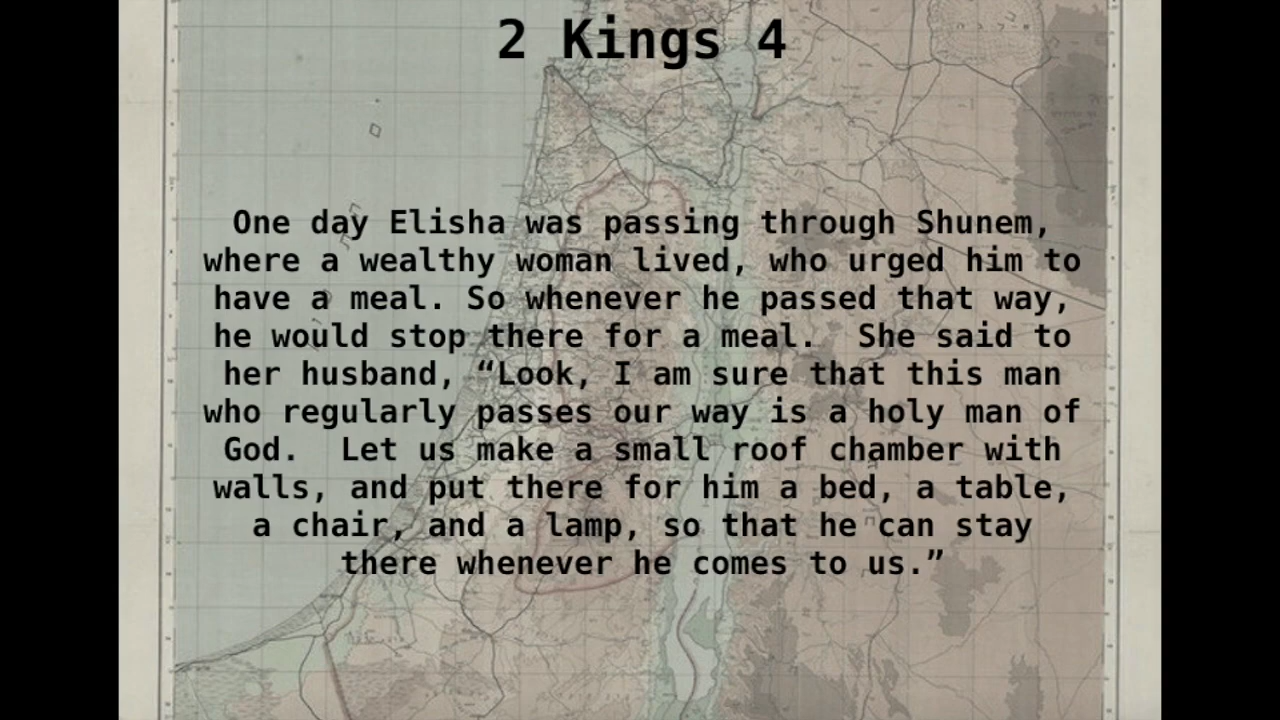 2 Kings 4
One day Elisha was passing through Shunem,
where a wealthy woman lived, who urged him to
have a meal. So whenever he passed that way,
he would stop there for a meal.  She said to
her husband, “Look, I am sure that this man
who regularly passes our way is a holy man of
God.  Let us make a small roof chamber with
walls, and put there for him a bed, a table,
a chair, and a lamp, so that he can stay
there whenever he comes to us.”